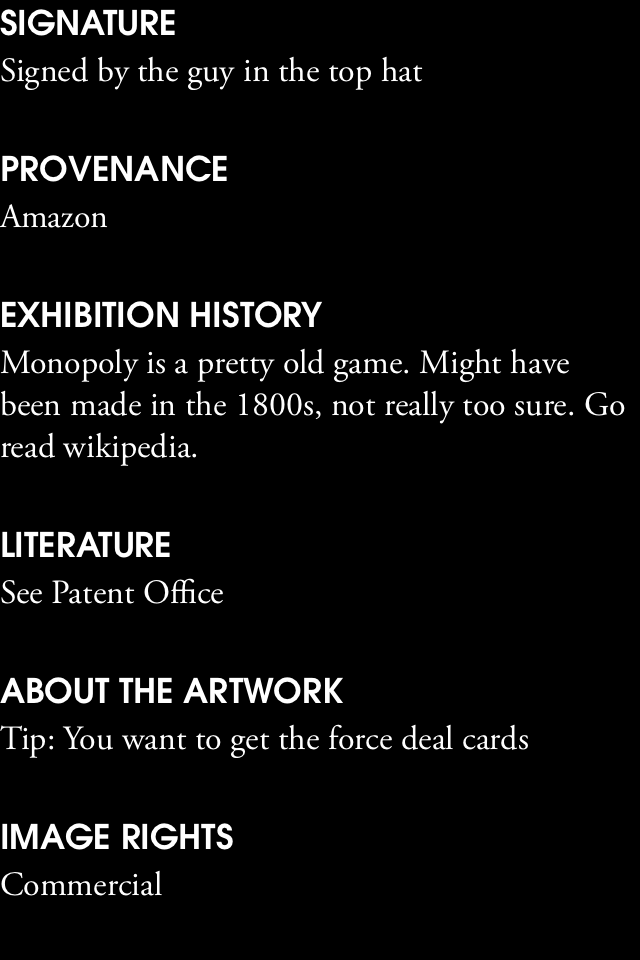 SIGNATURE
Signed by the guy in the top hat
PROVENANCE
Amazon
EXHIBITION HISTORY
Monopoly is a pretty old game. Might have
been made in the 1800s, not really too sure. Go
read wikipedia.
LITERATURE
See Patent Office
ABOUT THE ARTWORK
Tip: You want to get the force deal cards
IMAGE RIGHTS
Commercial